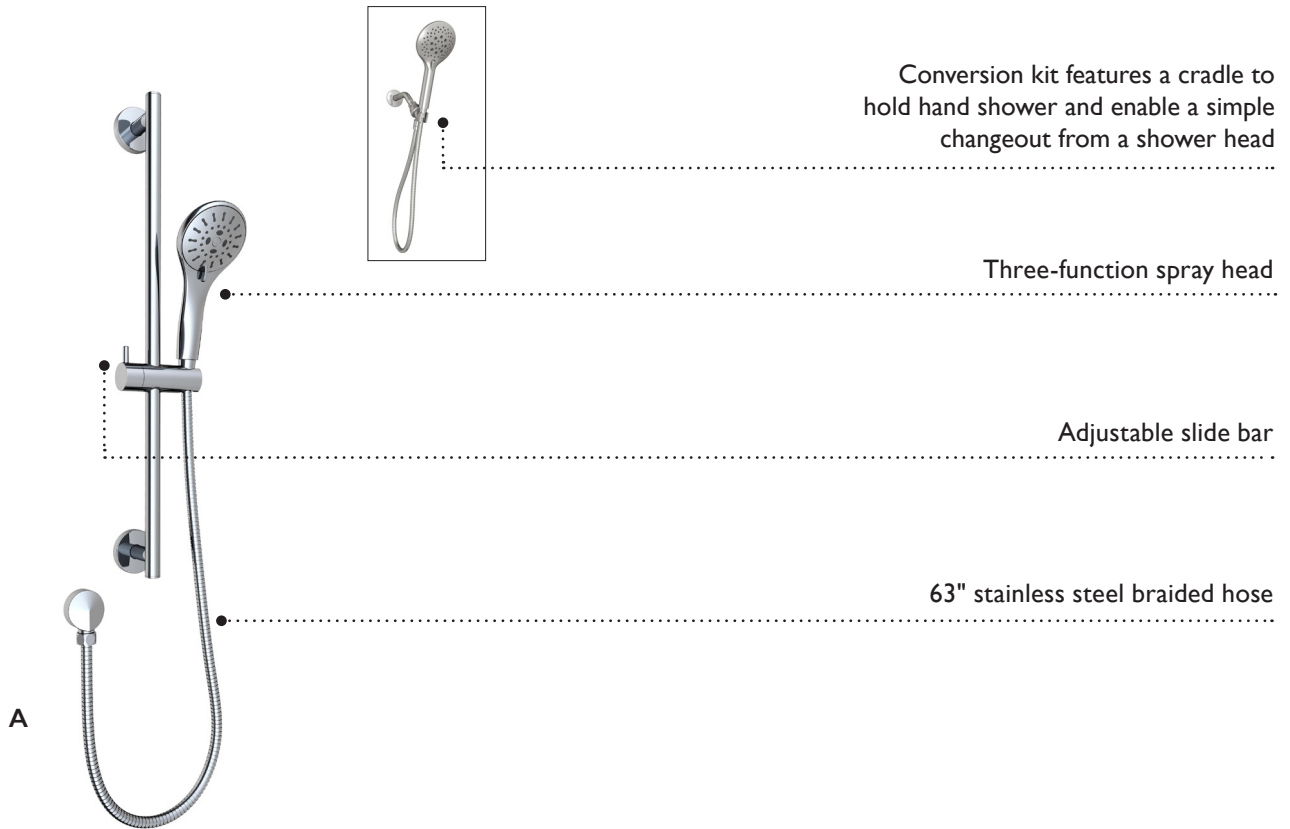 Conversion kit features a cradle to
hold hand shower and enable a simple
changeout from a shower head
Three-function spray head
Adjustable slide bar
63" stainless steel braided hose
A